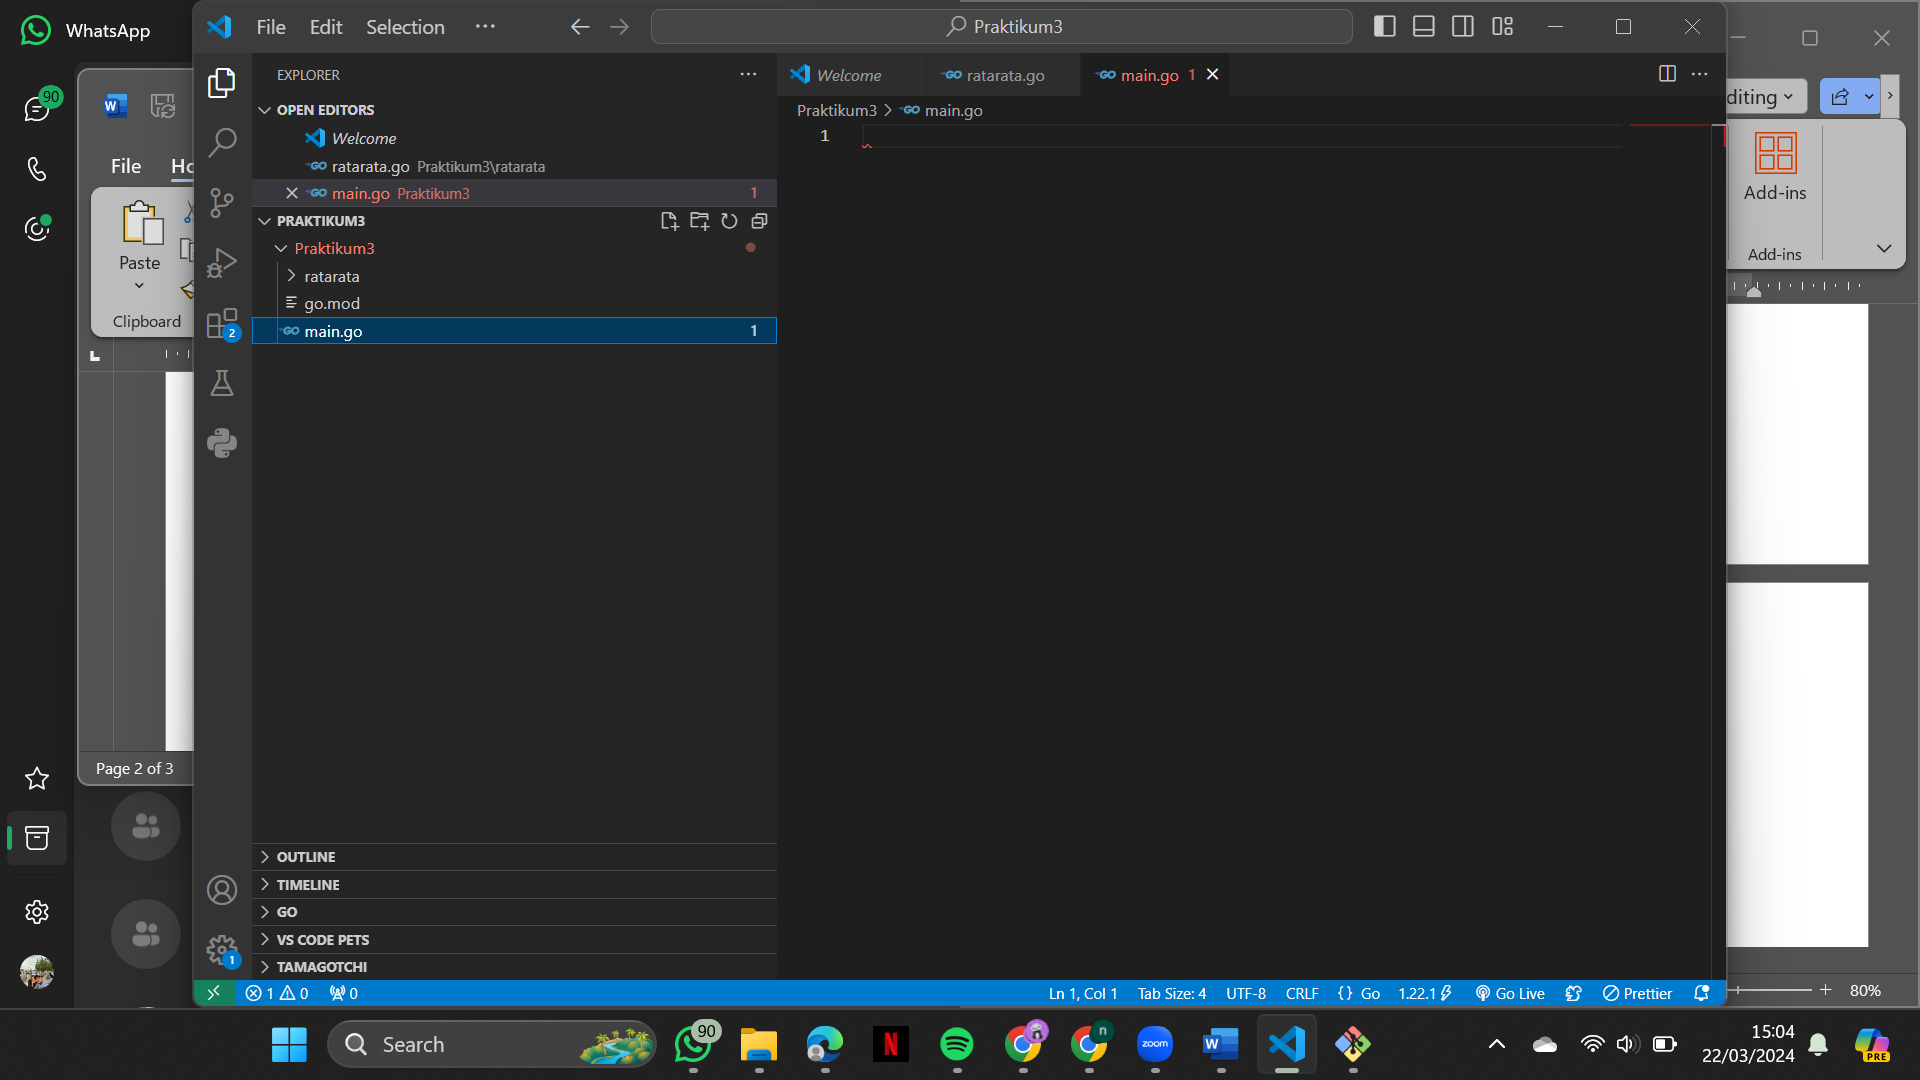 WhatsApp
90
File
Ho
Paste
Clipboard
Page 2 of 3
File Edit Selection ···
Praktikum3
EXPLORER
OPEN EDITORS
Welcome
ratarata.go Praktikum3\ratarata
main.go Praktikum3 1
PRAKTIKUM3
Praktikum3
ratarata
go.mod
main.go 1
2
OUTLINE
TIMELINE
GO
VS CODE PETS
TAMAGOTCHI
1
Welcome
ratarata.go
main.go 1
Praktikum3 > main.go
1
1 0 0
Ln 1, Col 1 Tab Size: 4 UTF-8 CRLF {} Go 1.22.1 Go Live Prettier
diting
Add-ins
Add-ins
80%
Search
90
N
n
zoom
W
15:04
22/03/2024
PRE